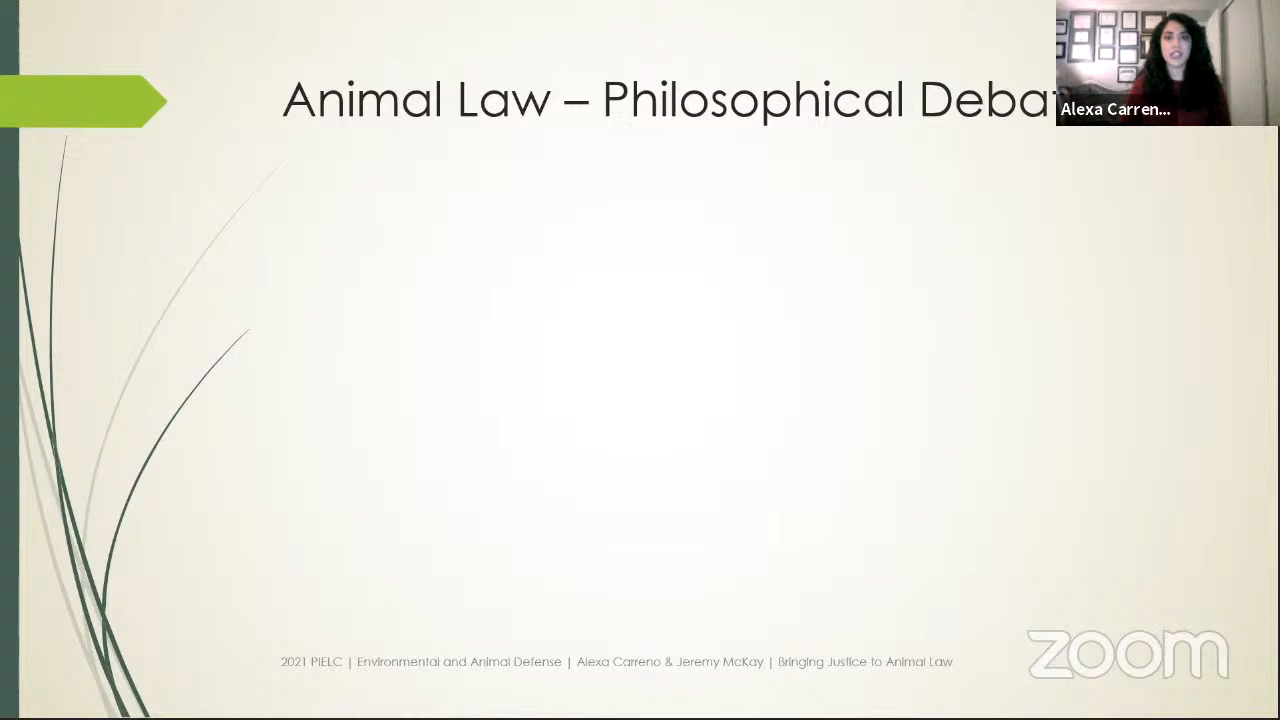 Animal Law – Philosophical Deba
Alexa Carren...
2021 PIELC | Environmental and Animal Defense | Alexa Carreno & Jeremy McKay | Bringing Justice to Animal Law
zoom